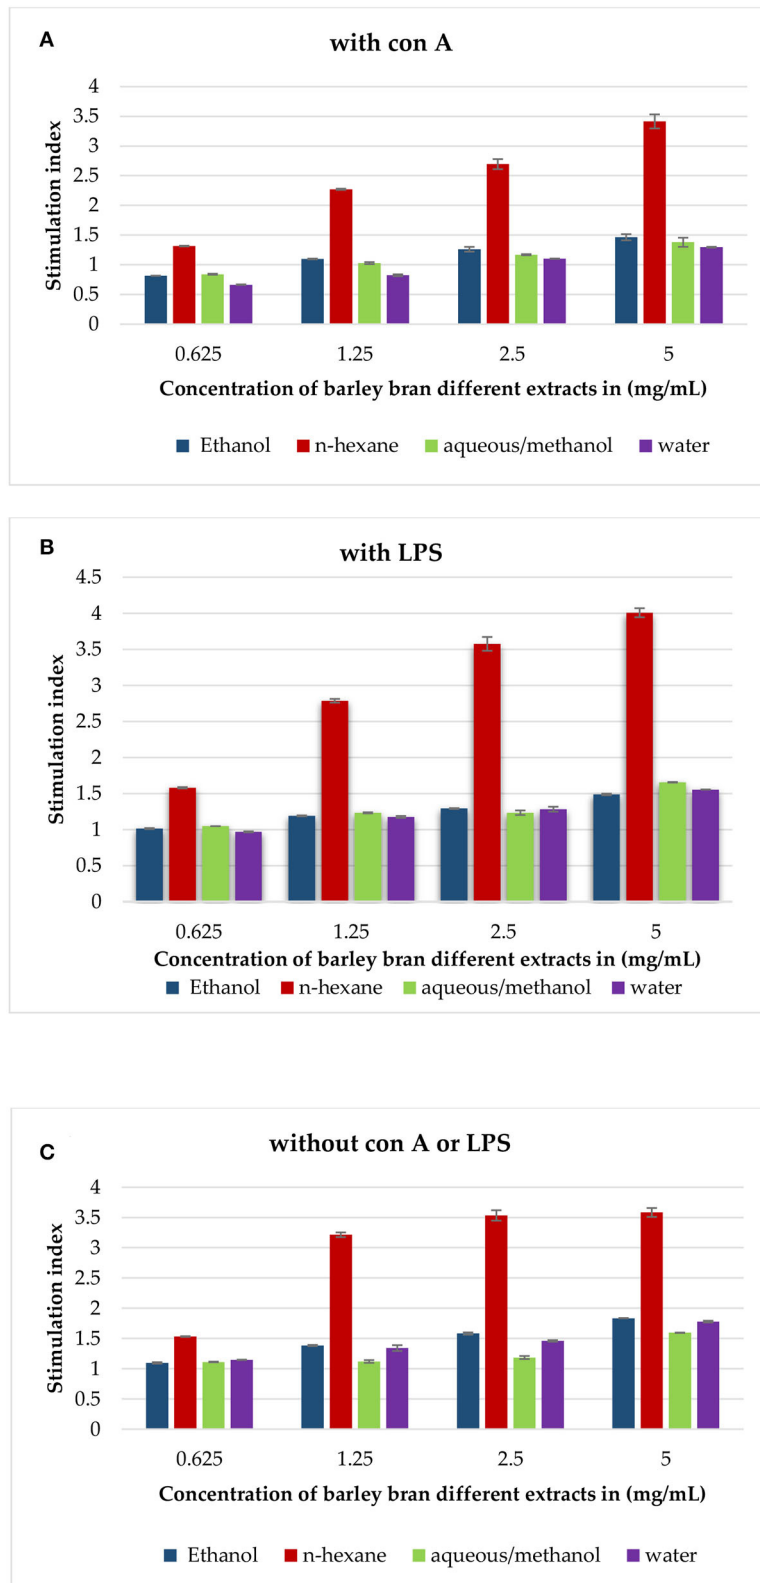 A
with con A
4
3.5
3
2.5
2
1.5
1
0.5
0
Stimulation index
0.625 1.25 2.5 5
Concentration of barley bran different extracts in (mg/mL)
Ethanol n-hexane aqueous/methanol water
B
with LPS
4.5
4
3.5
3
2.5
2
1.5
1
0.5
0
Stimulation index
0.625 1.25 2.5 5
Concentration of barley bran different extracts in (mg/mL)
Ethanol n-hexane aqueous/methanol water
C
without con A or LPS
4
3.5
3
2.5
2
1.5
1
0.5
0
Stimulation index
0.625 1.25 2.5 5
Concentration of barley bran different extracts in (mg/mL)
Ethanol n-hexane aqueous/methanol water